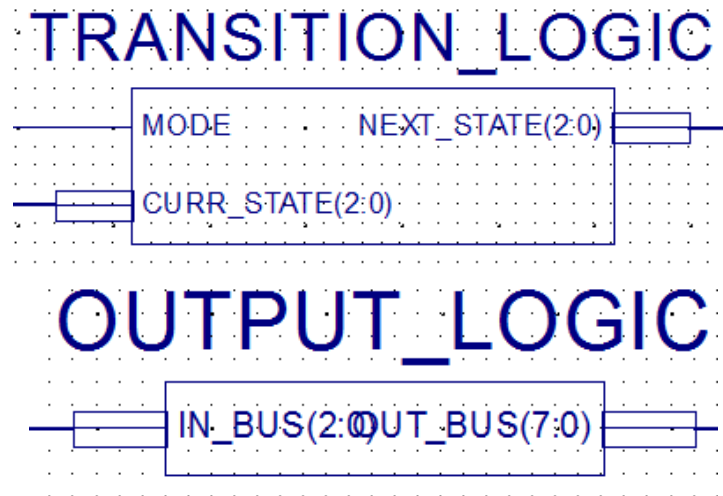 TRANSITION_LOGIC
MODE NEXT_STATE(2:0)
CURR_STATE(2:0)
OUTPUT_LOGIC
IN_BUS(2:0) OUT_BUS(7:0)